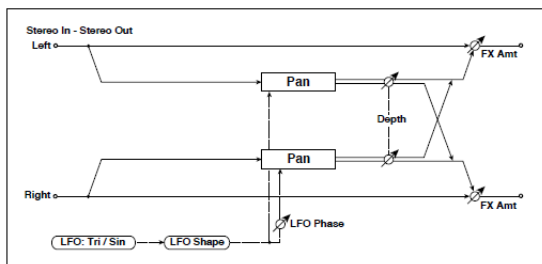 Stereo In - Stereo Out
Left
FX Amt
Pan
Depth
Pan
Right
FX Amt
LFO Phase
LFO: Tri / Sin
LFO Shape